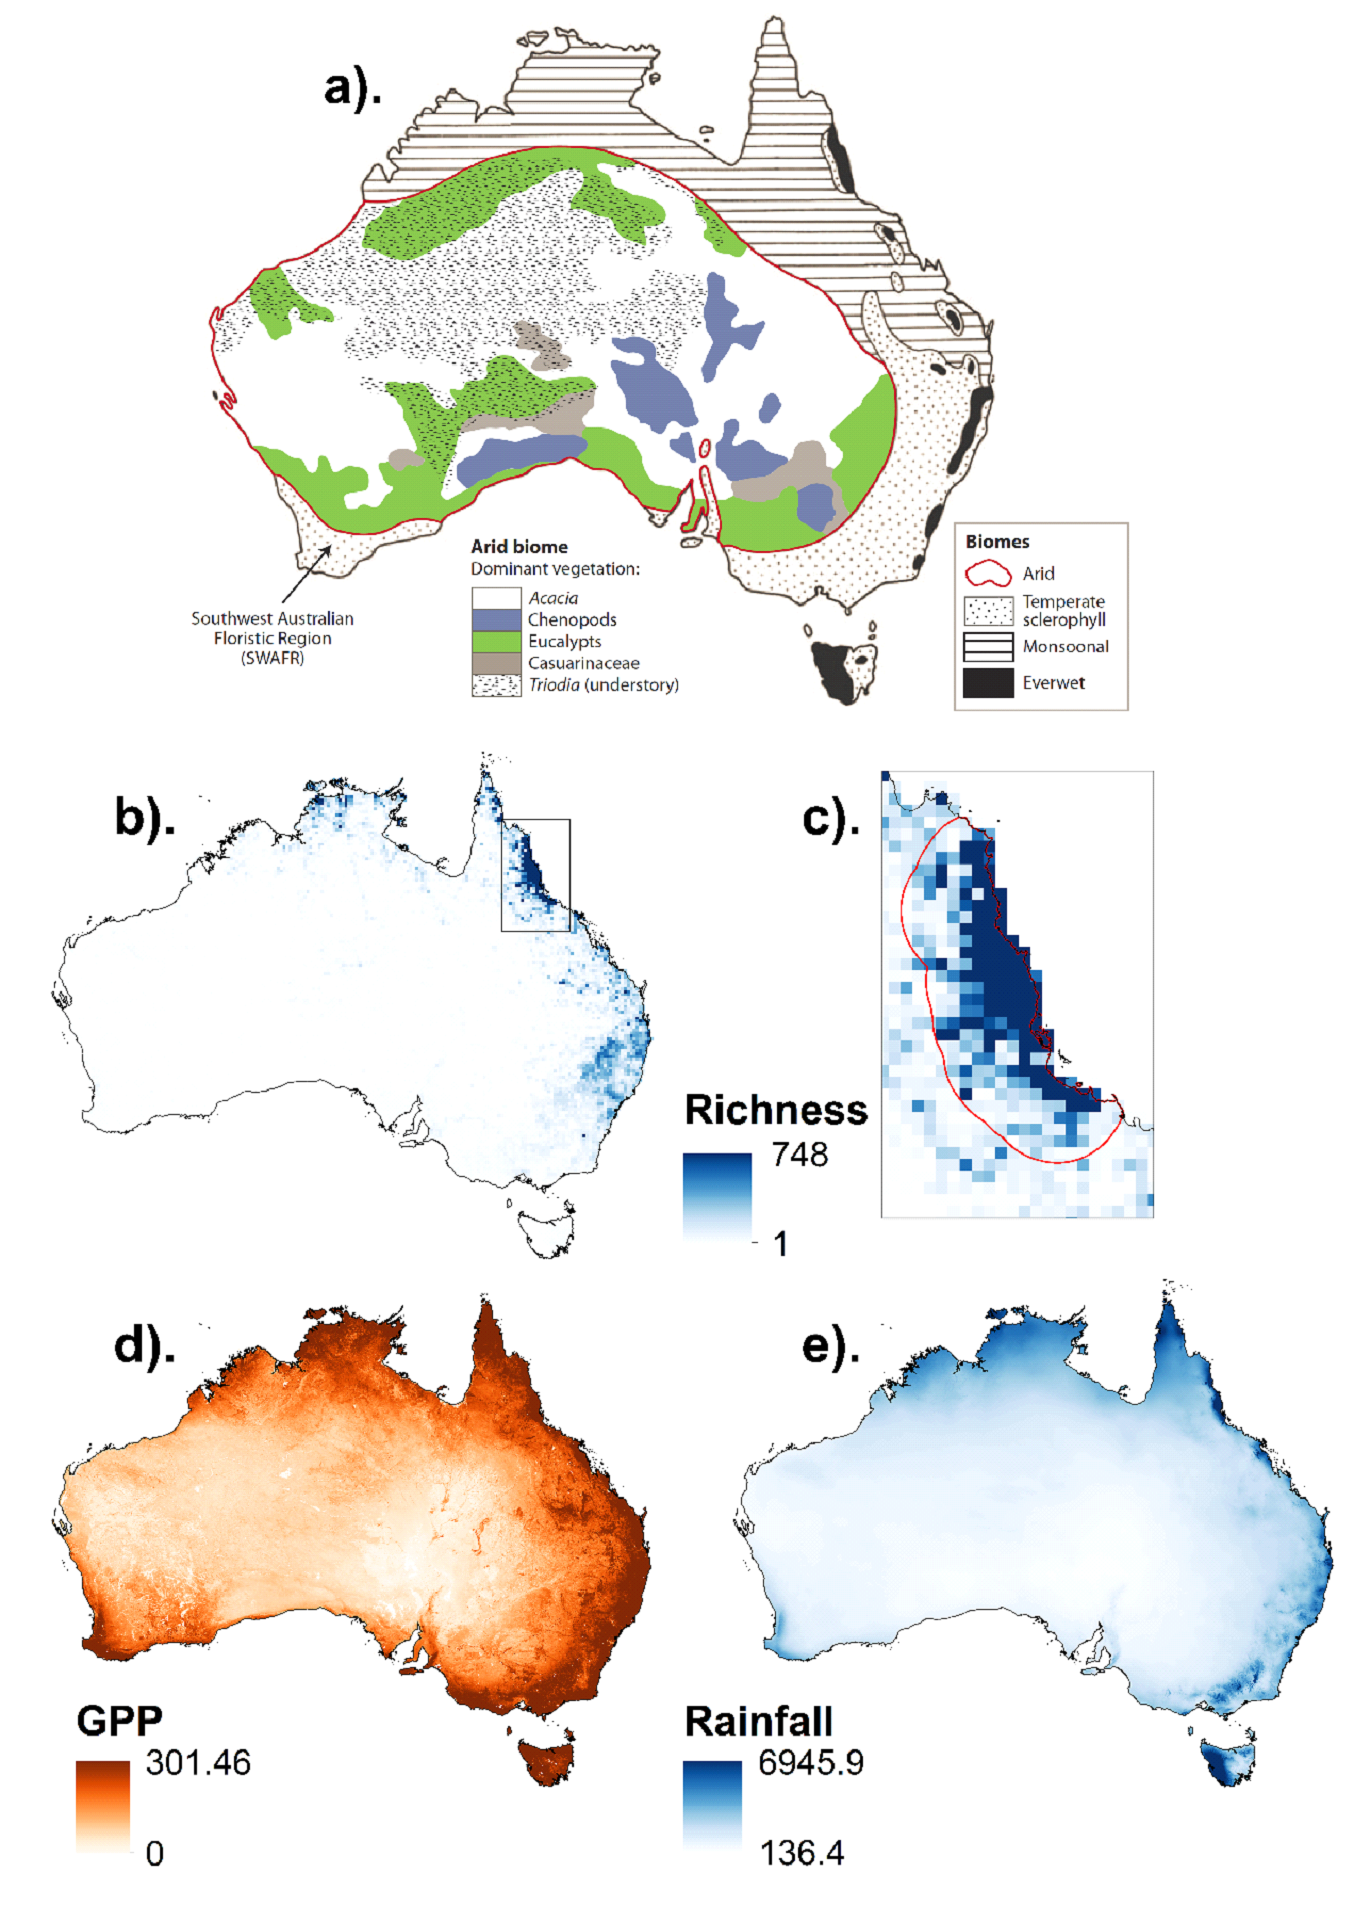 a).
Southwest Australian
Floristic Region
(SWAFR)
Arid biome
Dominant vegetation:
Acacia
Chenopods
Eucalypts
Casuarinaceae
Triodia (understory)
Biomes
Arid
Temperate
sclerophyll
Monsoonal
Everwet
b).
c).
Richness
748
1
d).
e).
GPP
301.46
0
Rainfall
6945.9
136.4